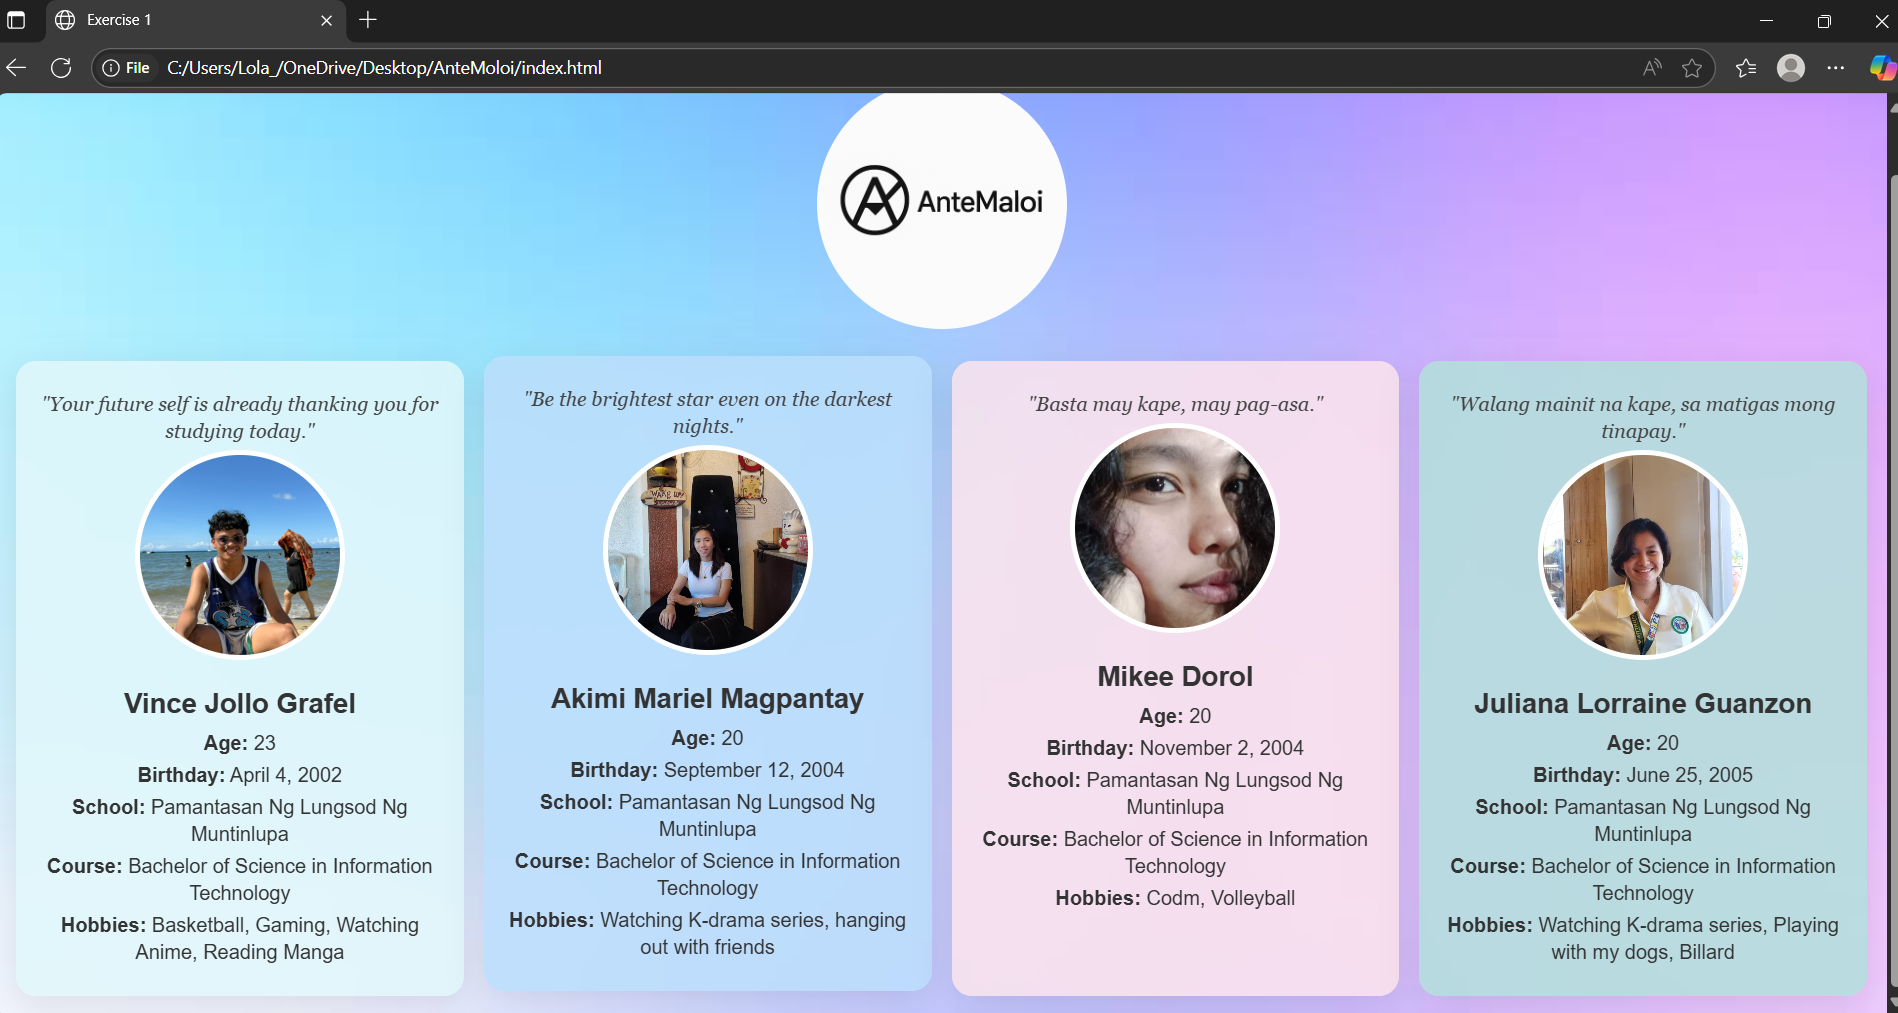 Exercise 1
File
C:/Users/Lola_/OneDrive/Desktop/AnteMoloi/index.html
AnteMaloi
"Your future self is already thanking you for
studying today."
Vince Jollo Grafel
Age: 23
Birthday: April 4, 2002
School: Pamantasan Ng Lungsod Ng
Muntinlupa
Course: Bachelor of Science in Information
Technology
Hobbies: Basketball, Gaming, Watching
Anime, Reading Manga
"Be the brightest star even on the darkest
nights."
WAKE UP!
Akimi Mariel Magpantay
Age: 20
Birthday: September 12, 2004
School: Pamantasan Ng Lungsod Ng
Muntinlupa
Course: Bachelor of Science in Information
Technology
Hobbies: Watching K-drama series, hanging
out with friends
"Basta may kape, may pag-asa."
Mikee Dorol
Age: 20
Birthday: November 2, 2004
School: Pamantasan Ng Lungsod Ng
Muntinlupa
Course: Bachelor of Science in Information
Technology
Hobbies: Codm, Volleyball
"Walang mainit na kape, sa matigas mong
tinapay."
Juliana Lorraine Guanzon
Age: 20
Birthday: June 25, 2005
School: Pamantasan Ng Lungsod Ng
Muntinlupa
Course: Bachelor of Science in Information
Technology
Hobbies: Watching K-drama series, Playing
with my dogs, Billard